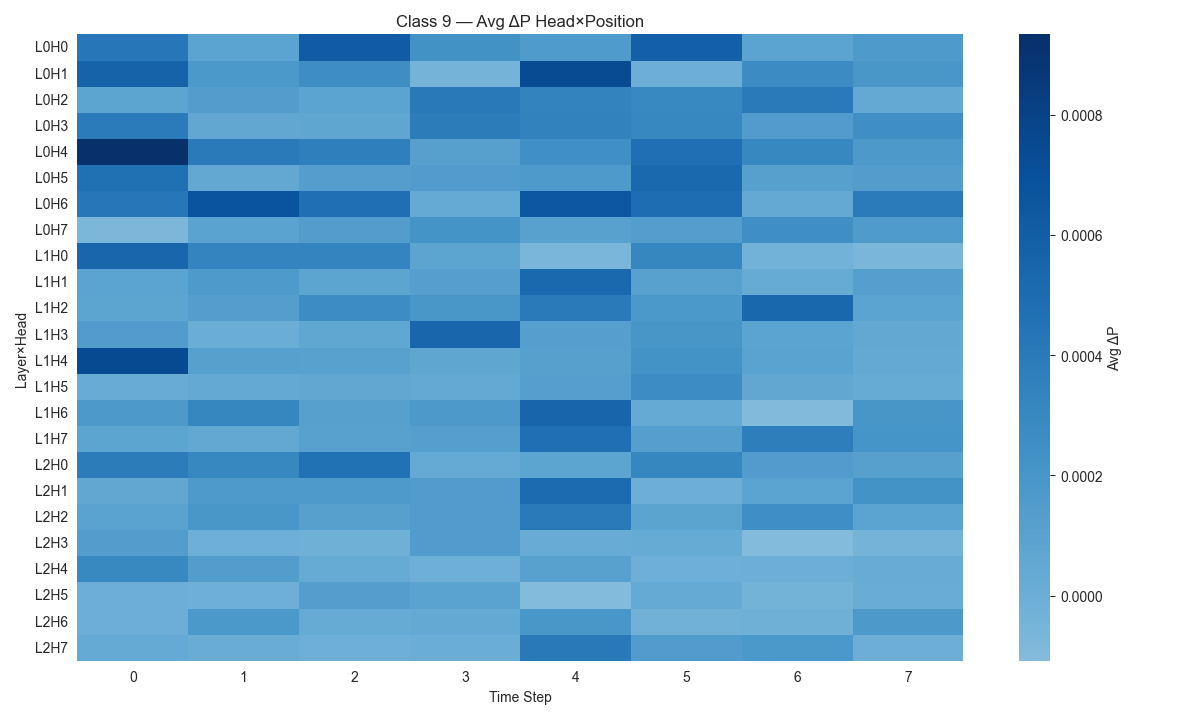 Class 9 — Avg ΔP Head×Position
Layer×Head
L0H0
L0H1
L0H2
L0H3
L0H4
L0H5
L0H6
L0H7
L1H0
L1H1
L1H2
L1H3
L1H4
L1H5
L1H6
L1H7
L2H0
L2H1
L2H2
L2H3
L2H4
L2H5
L2H6
L2H7
0 1 2 3 4 5 6 7
Time Step
0.0008
0.0006
0.0004
0.0002
0.0000
Avg ΔP